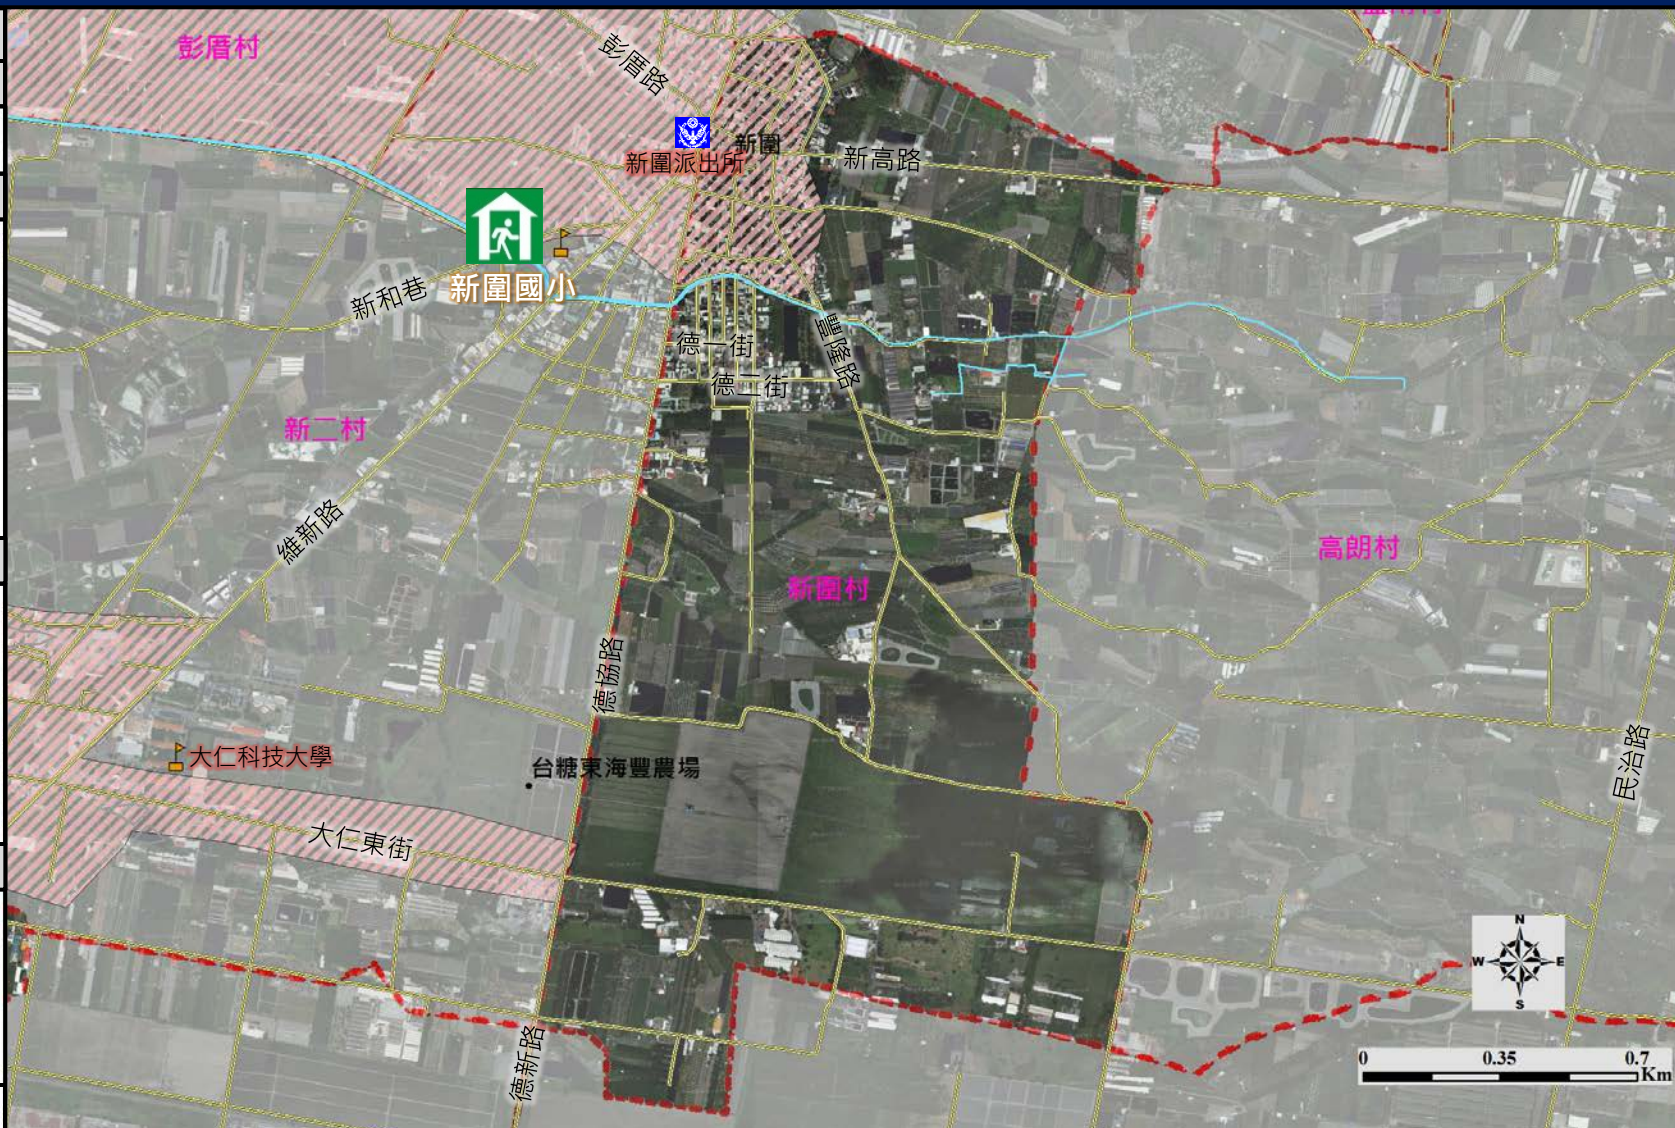 彭厝村
彭厝路
新圍
新圍派出所
新高路
新和巷
新圍國小
德一街
德二街
豐隆路
新二村
維新路
高朗村
新圍村
德協路
大仁科技大學
台糖東海豐農場
民治路
大仁東街
德新路
N
W
E
S
0
0.35
0.7
Km